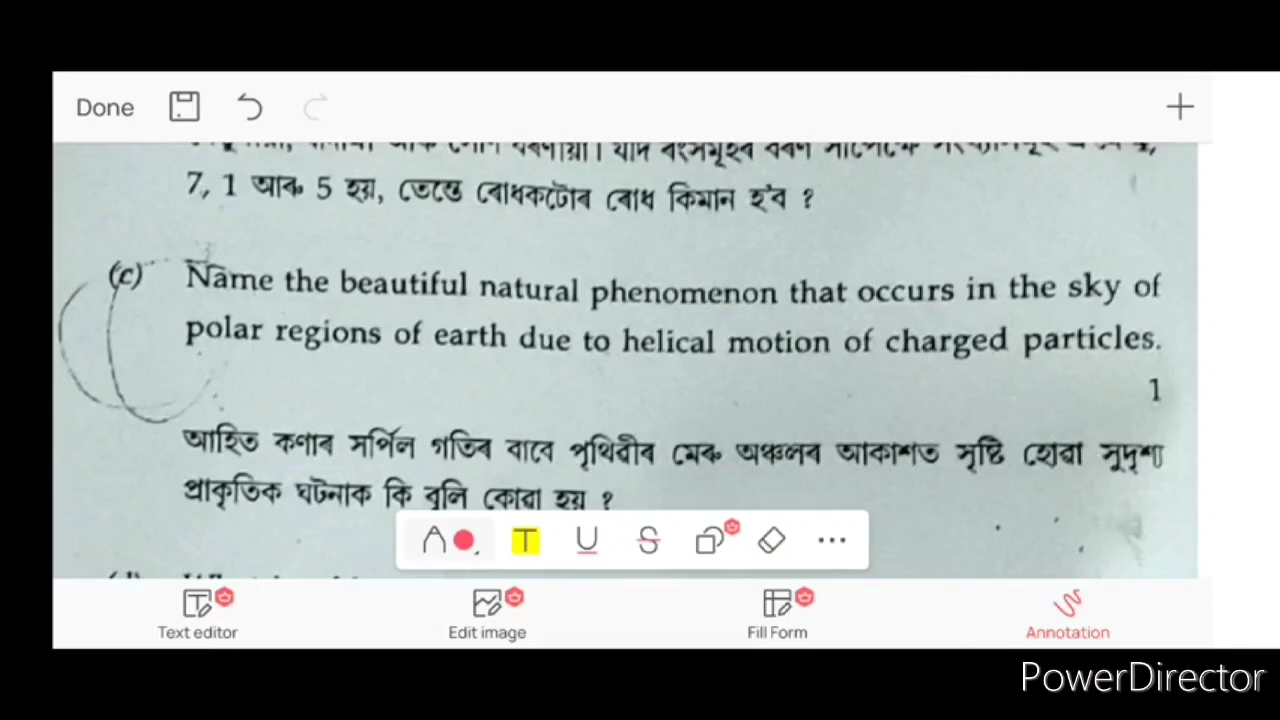 Done
7, 1 আৰু 5 হয়, তেন্তে ৰোধকটোৰ ৰোধ কিমান হ'ব ?
(c) Name the beautiful natural phenomenon that occurs in the sky of
polar regions of earth due to helical motion of charged particles.
1
আহিত কণাৰ সৰ্পিল গতিৰ বাবে পৃথিৱীৰ মেৰু অঞ্চলৰ আকাশত সৃষ্টি হোৱা সুদৃশ্য
প্ৰাকৃতিক ঘটনাক কি বুলি কোৱা হয় ?
T U S
Text editor Edit image Fill Form Annotation
PowerDirector